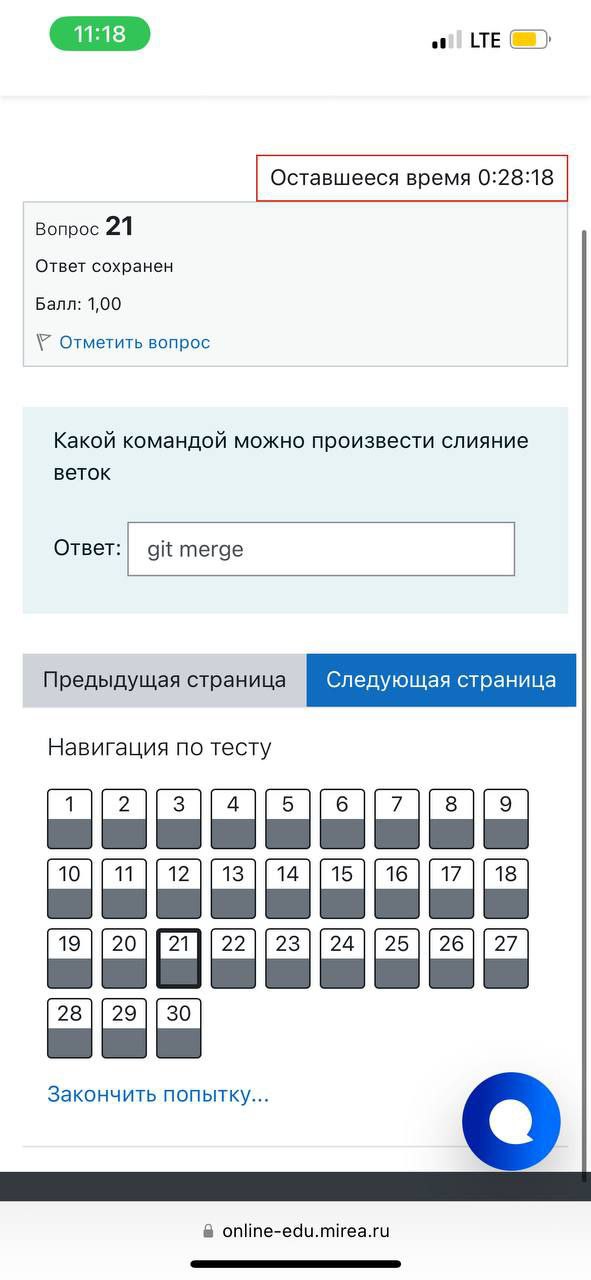 11:18
LTE
Оставшееся время 0:28:18
Вопрос 21
Ответ сохранен
Балл: 1,00
Отметить вопрос
Какой командой можно произвести слияние
веток
Ответ: git merge
Предыдущая страница Следующая страница
Навигация по тесту
1 2 3 4 5 6 7 8 9
10 11 12 13 14 15 16 17 18
19 20 21 22 23 24 25 26 27
28 29 30
Закончить попытку...
online-edu.mirea.ru